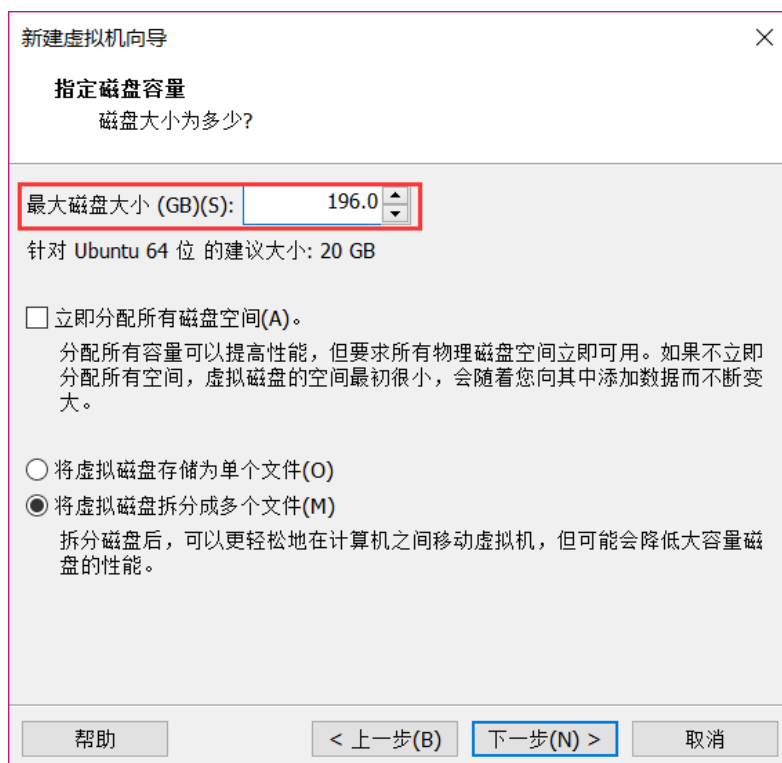 新建虚拟机向导
指定磁盘容量
磁盘大小为多少?
最大磁盘大小 (GB)(S): 196.0
针对 Ubuntu 64 位 的建议大小: 20 GB
立即分配所有磁盘空间(A)。
分配所有容量可以提高性能，但要求所有物理磁盘空间立即可用。如果不立即
分配所有空间，虚拟磁盘的空间最初很小，会随着您向其中添加数据而不断变
大。
将虚拟磁盘存储为单个文件(O)
将虚拟磁盘拆分成多个文件(M)
拆分磁盘后，可以更轻松地在计算机之间移动虚拟机，但可能会降低大容量磁
盘的性能。
帮助 < 上一步(B) 下一步(N) > 取消